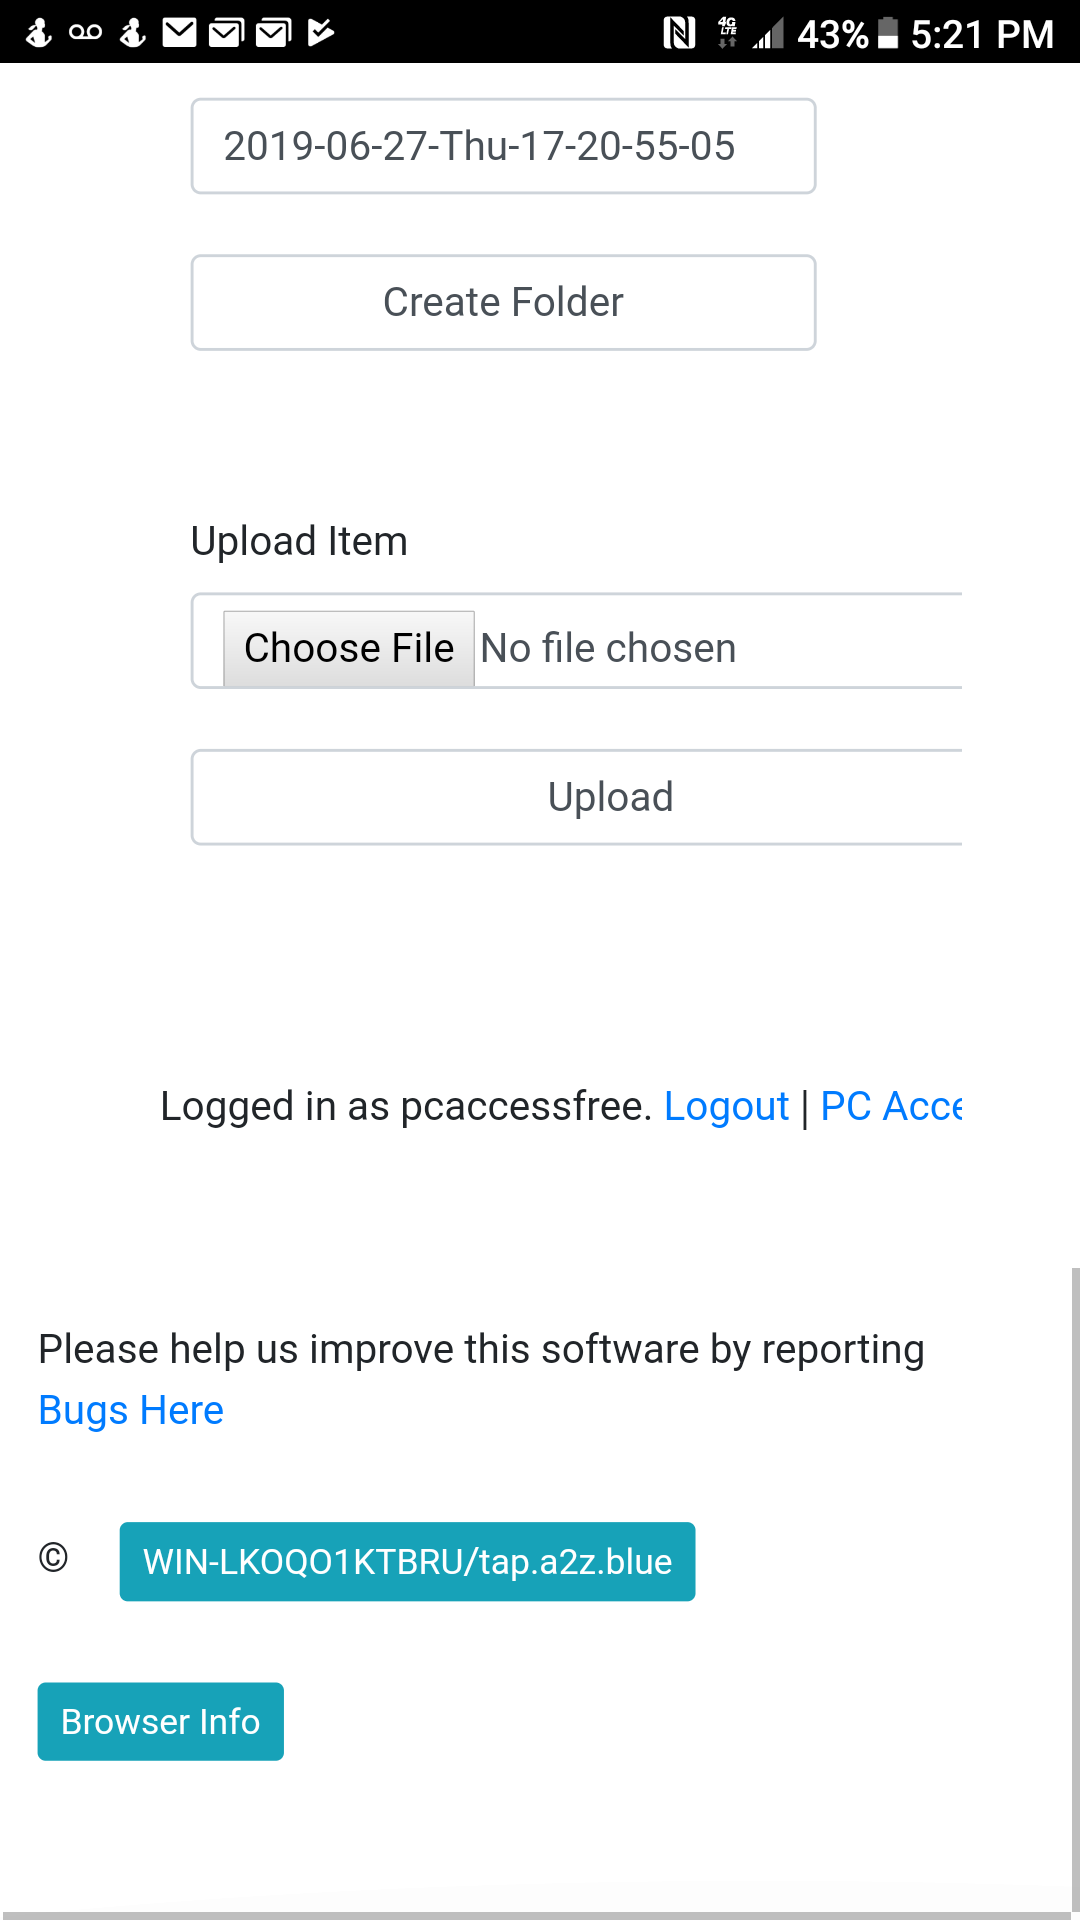 4G LTE 43% 5:21 PM
2019-06-27-Thu-17-20-55-05
Create Folder
Upload Item
Choose File No file chosen
Upload
Logged in as pcaccessfree. Logout | PC Acce
Please help us improve this software by reporting
Bugs Here
© WIN-LKOQO1KTBRU/tap.a2z.blue
Browser Info